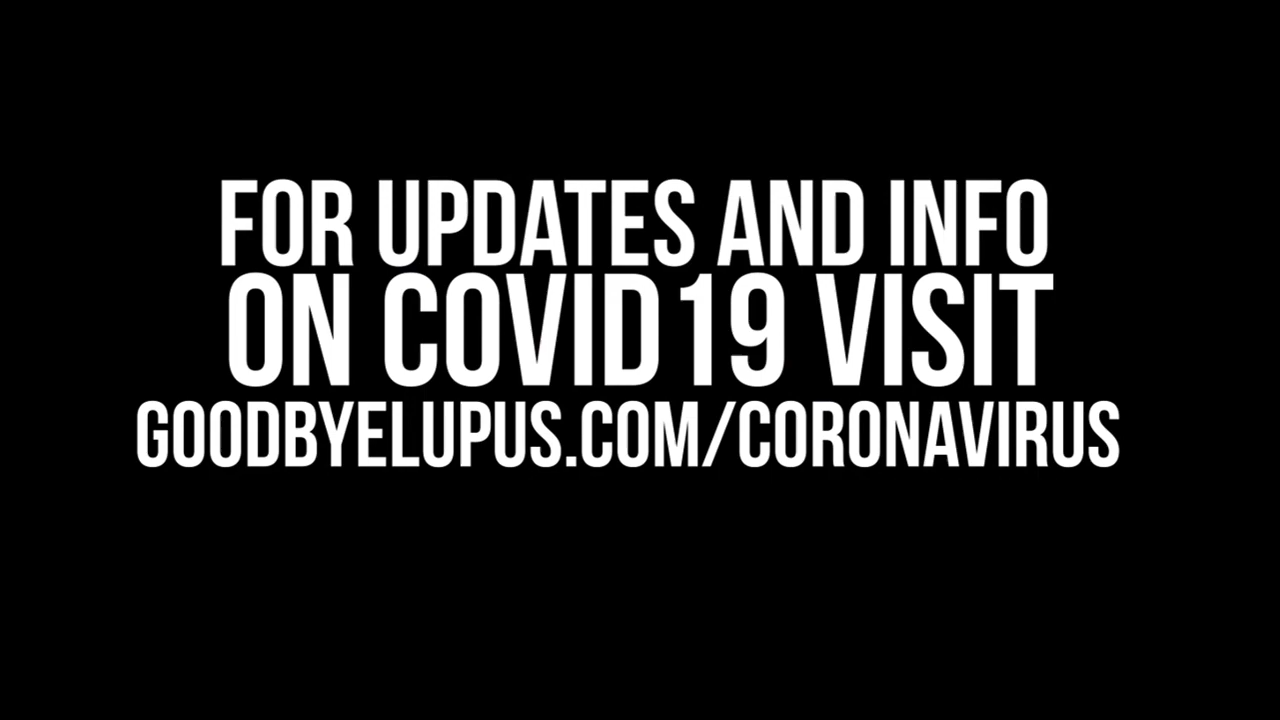 FOR UPDATES AND INFO
ON COVID19 VISIT
GOODBYELUPUS.COM/CORONAVIRUS